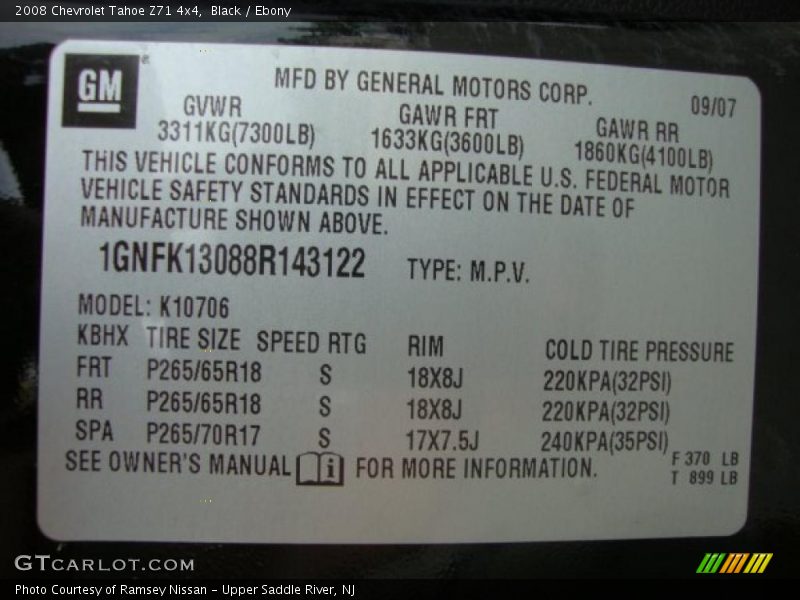 2008 Chevrolet Tahoe Z71 4x4, Black / Ebony
GM
MFD BY GENERAL MOTORS CORP.
09/07
GVWR GAWR FRT GAWR RR
3311KG(7300LB) 1633KG(3600LB) 1860KG(4100LB)
THIS VEHICLE CONFORMS TO ALL APPLICABLE U.S. FEDERAL MOTOR
VEHICLE SAFETY STANDARDS IN EFFECT ON THE DATE OF
MANUFACTURE SHOWN ABOVE.
1GNFK13088R143122 TYPE: M.P.V.
MODEL: K10706
KBHX TIRE SIZE SPEED RTG RIM COLD TIRE PRESSURE
FRT P265/65R18 S 18X8J 220KPA(32PSI)
RR P265/65R18 S 18X8J 220KPA(32PSI)
SPA P265/70R17 S 17X7.5J 240KPA(35PSI)
SEE OWNER'S MANUAL i FOR MORE INFORMATION.
F 370 LB
T 899 LB
GTCARLOT.COM
Photo Courtesy of Ramsey Nissan - Upper Saddle River, NJ